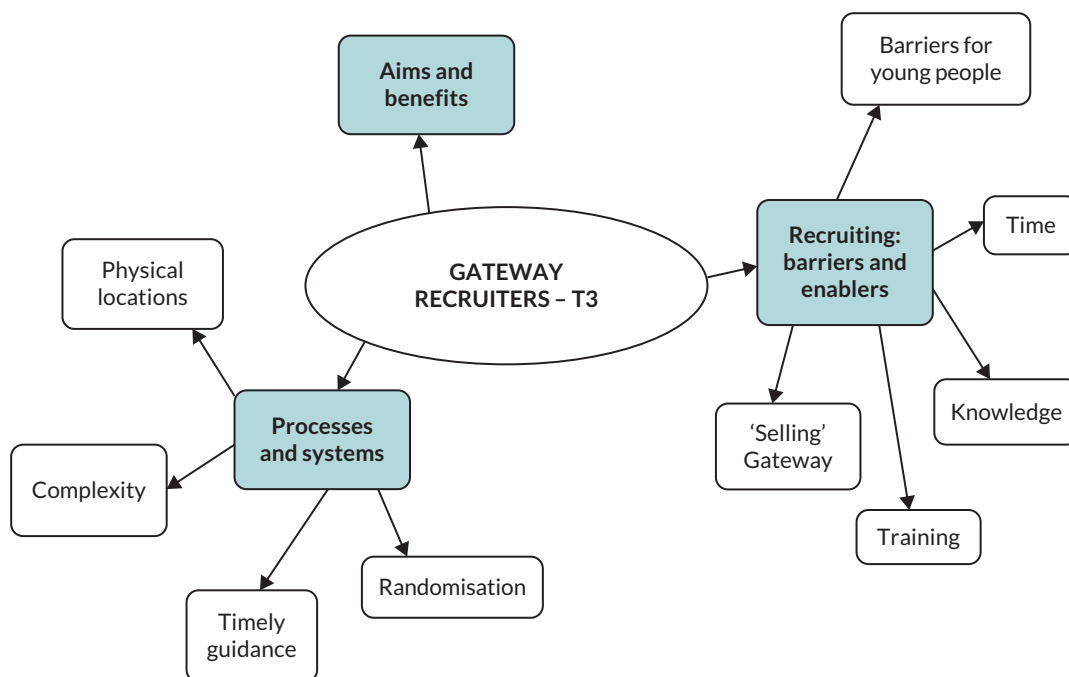 Barriers for
young people
Aims and
benefits
Time
Recruiting:
barriers and
enablers
Physical
locations
GATEWAY
RECRUITERS – T3
Knowledge
Processes
and systems
‘Selling’
Gateway
Complexity
Training
Randomisation
Timely
guidance